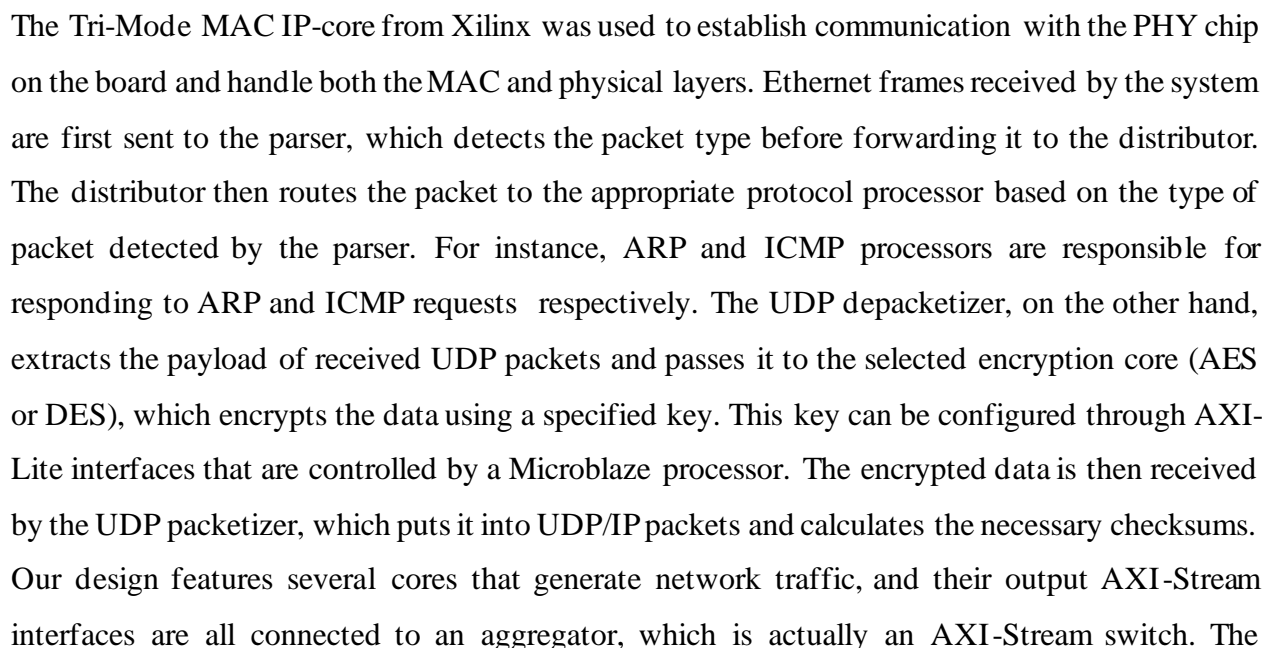 The Tri-Mode MAC IP-core from Xilinx was used to establish communication with the PHY chip
on the board and handle both the MAC and physical layers. Ethernet frames received by the system
are first sent to the parser, which detects the packet type before forwarding it to the distributor.
The distributor then routes the packet to the appropriate protocol processor based on the type of
packet detected by the parser. For instance, ARP and ICMP processors are responsible for
responding to ARP and ICMP requests respectively. The UDP depacketizer, on the other hand,
extracts the payload of received UDP packets and passes it to the selected encryption core (AES
or DES), which encrypts the data using a specified key. This key can be configured through AXI-
Lite interfaces that are controlled by a Microblaze processor. The encrypted data is then received
by the UDP packetizer, which puts it into UDP/IP packets and calculates the necessary checksums.
Our design features several cores that generate network traffic, and their output AXI-Stream
interfaces are all connected to an aggregator, which is actually an AXI-Stream switch. The